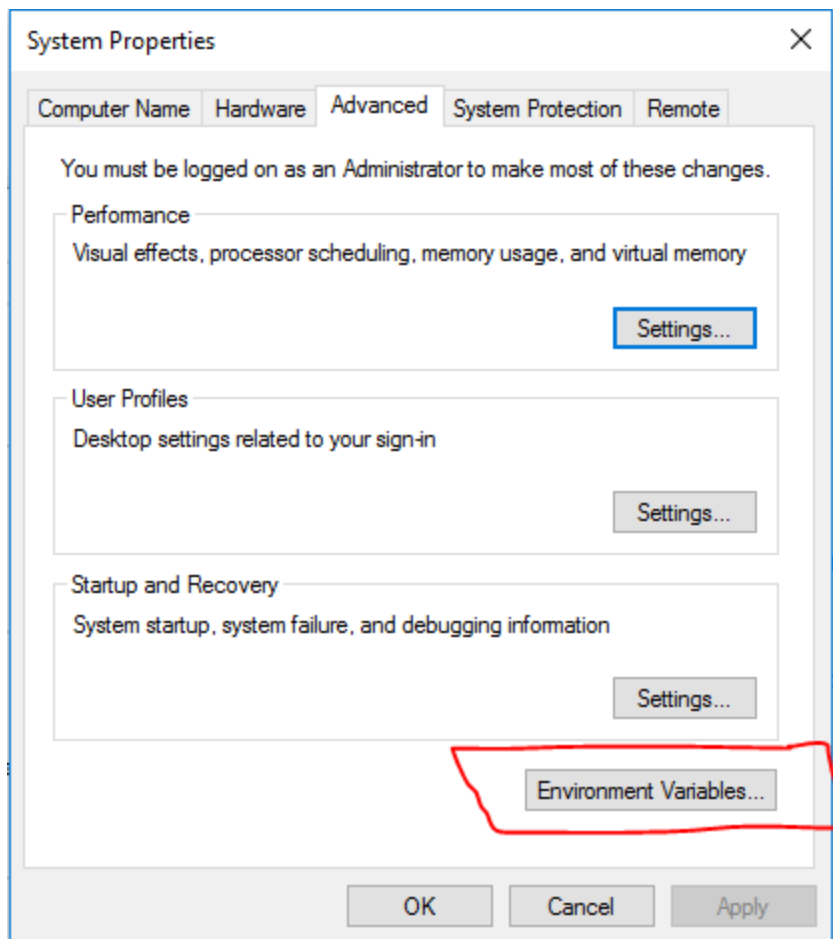 System Properties
Computer Name Hardware Advanced System Protection Remote
You must be logged on as an Administrator to make most of these changes.
Performance
Visual effects, processor scheduling, memory usage, and virtual memory
Settings...
User Profiles
Desktop settings related to your sign-in
Settings...
Startup and Recovery
System startup, system failure, and debugging information
Settings...
Environment Variables...
OK Cancel Apply